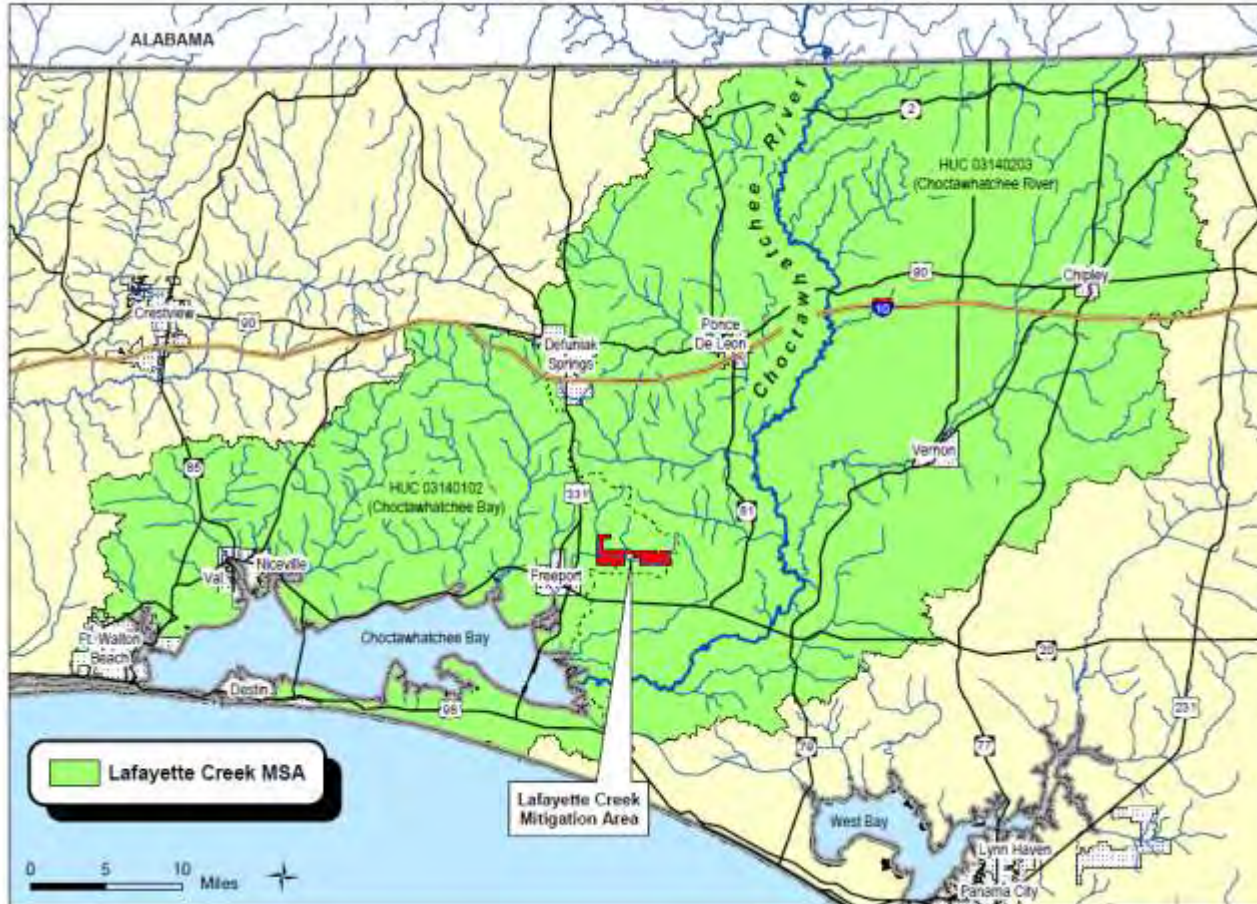 ALABAMA
Choctawhatchee River
2
HUC 03140203
(Choctawhatchee River)
90
Chipley
10
Crestview
90
Defuniak
Springs
Ponce
De Leon
Vernon
85
HUC 03140102
(Choctawhatchee Bay)
331
81
Val
Niceville
Freeport
Ft. Walton
Beach
Choctawhatchee Bay
20
Destin
98
79
77
231
Lafayette Creek MSA
Lafayette Creek
Mitigation Area
West Bay
Lynn Haven
Panama City
0 5 10
Miles